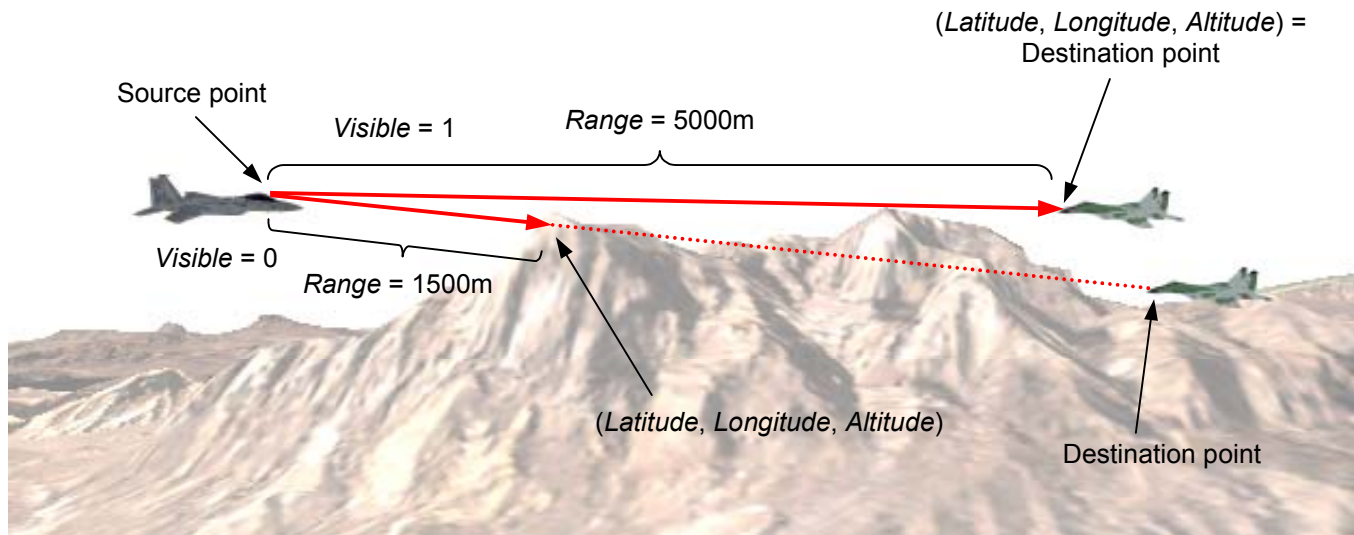 (Latitude, Longitude, Altitude) =
Destination point
Source point
Visible = 1
Range = 5000m
Visible = 0
Range = 1500m
(Latitude, Longitude, Altitude)
Destination point